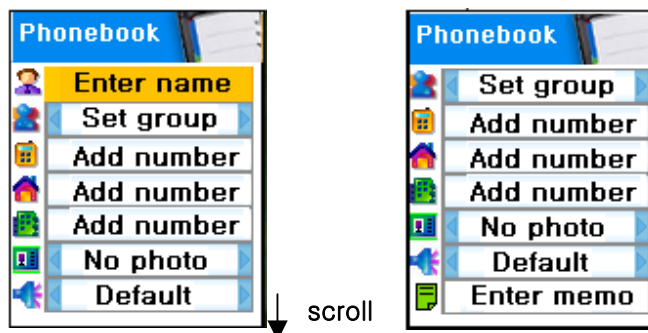 Phonebook
Enter name
Set group
Add number
Add number
Add number
No photo
Default
scroll
Phonebook
Set group
Add number
Add number
Add number
No photo
Default
Enter memo